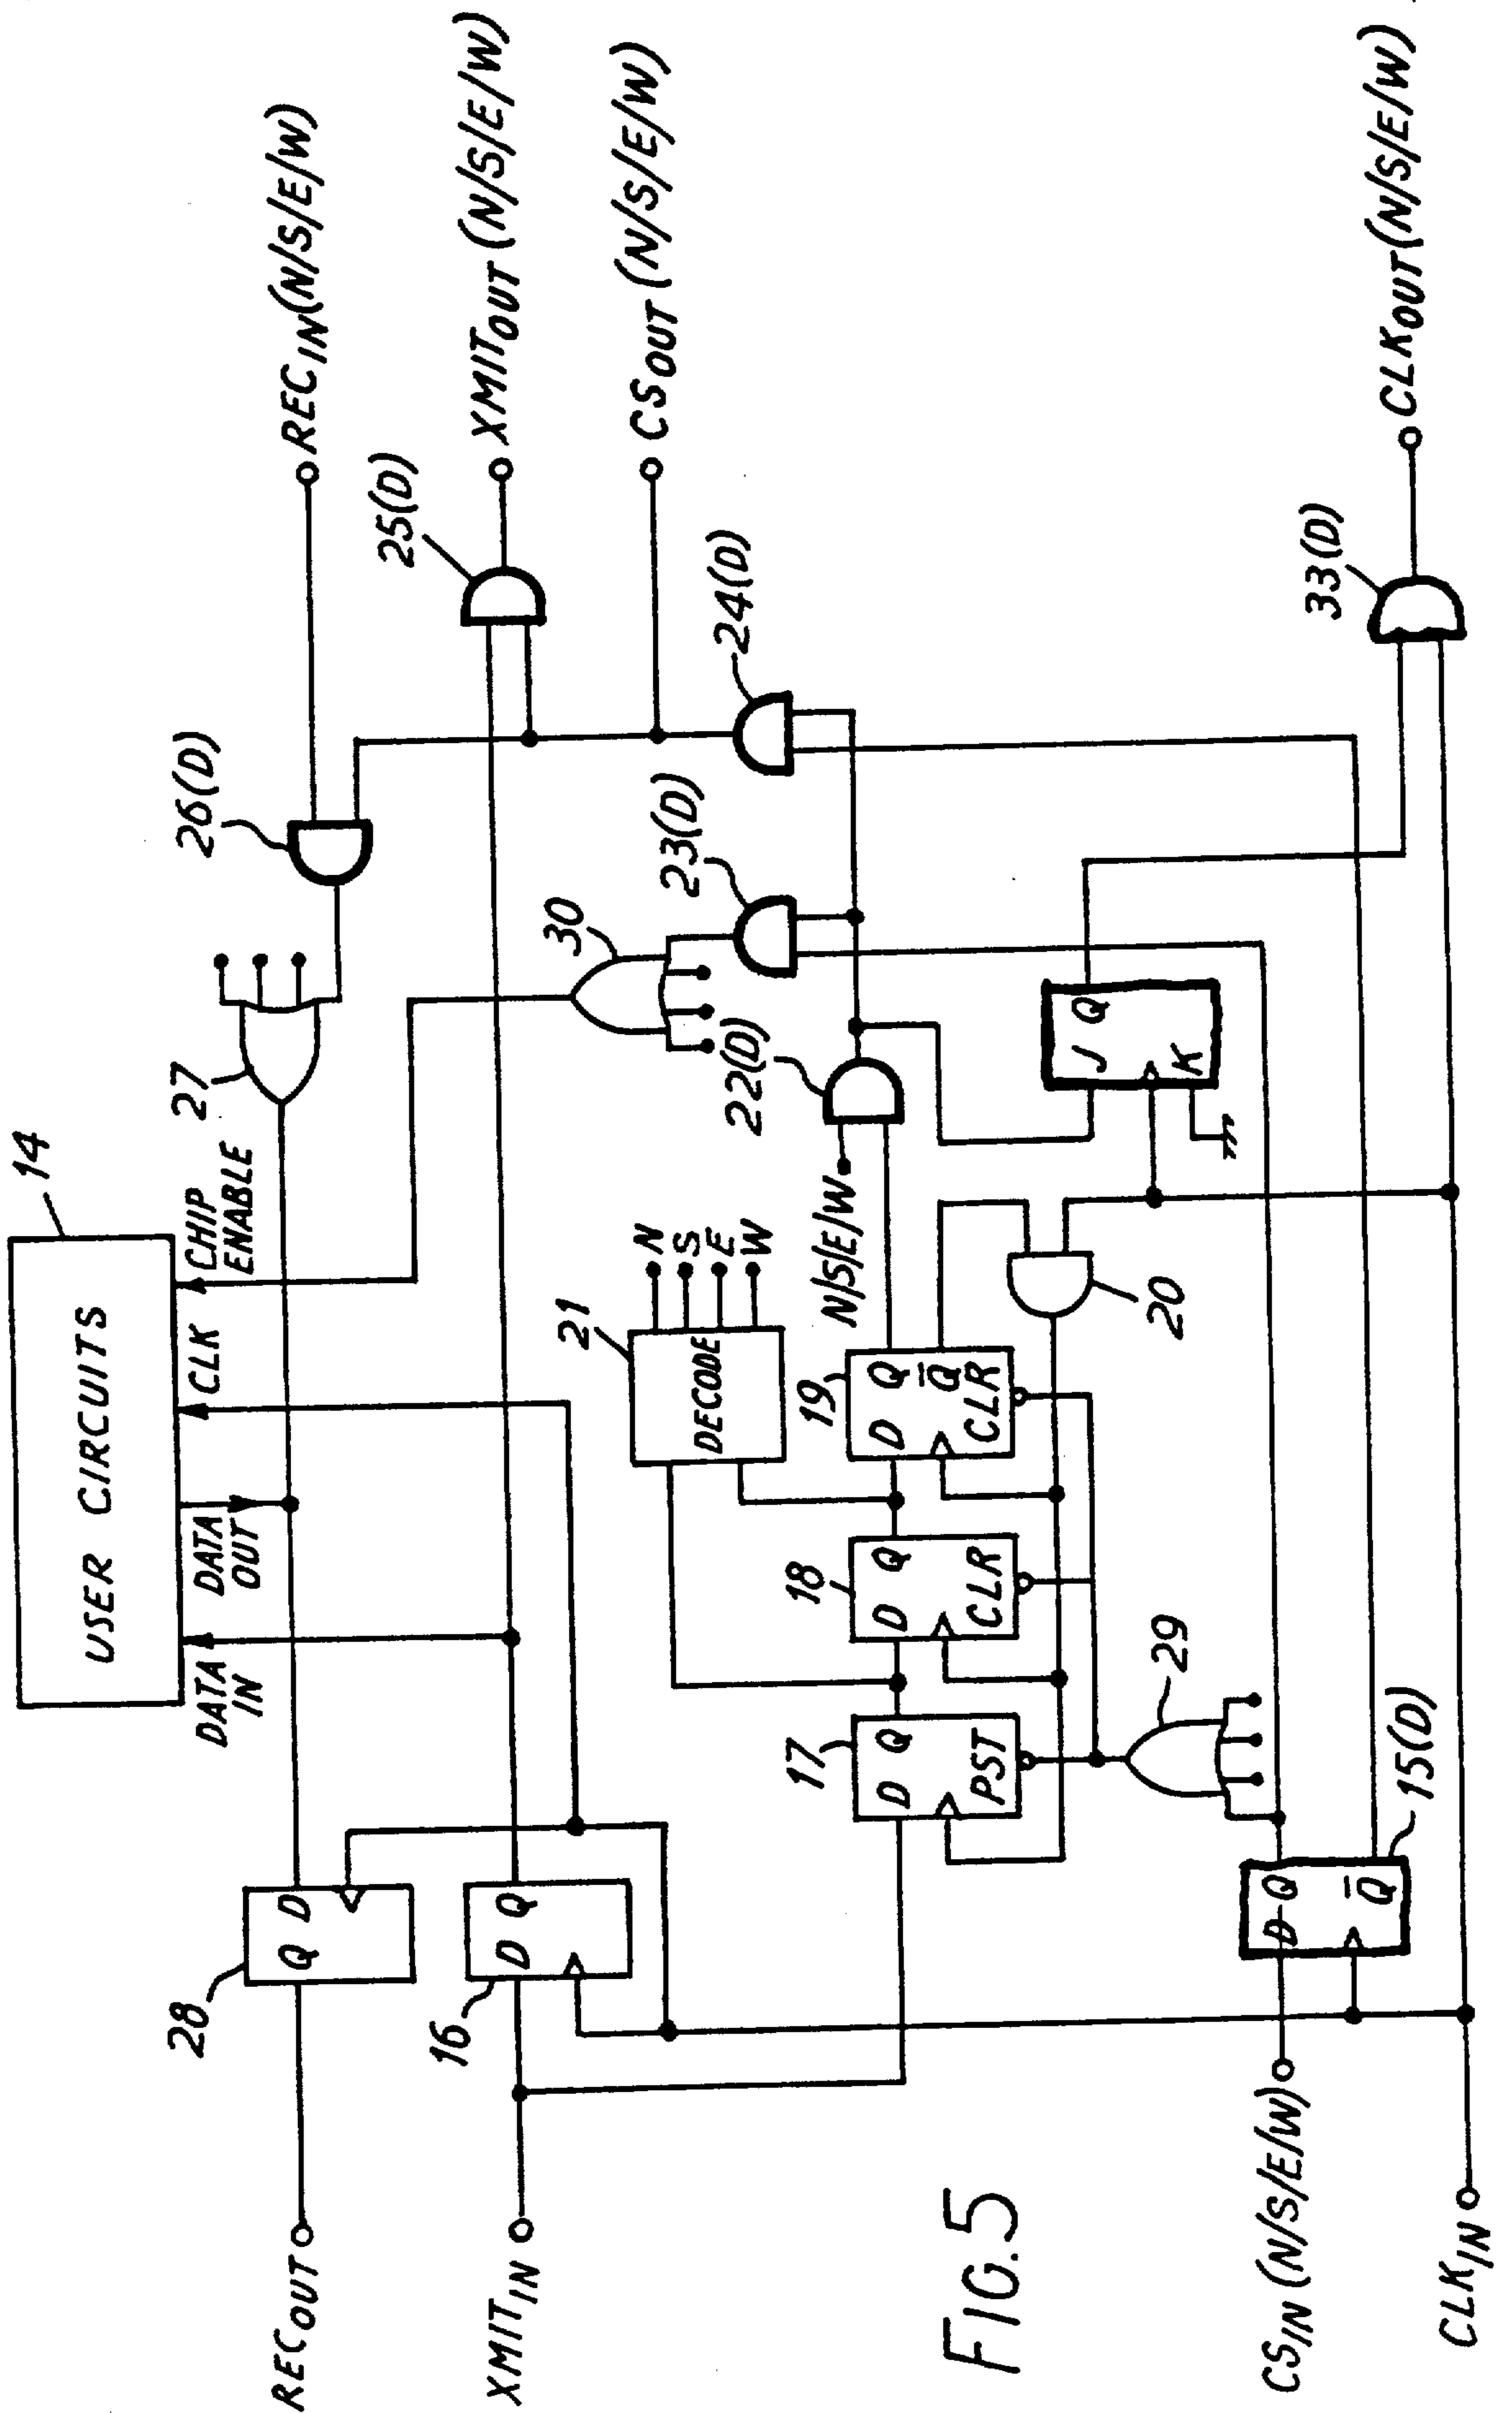 14
USER CIRCUITS
DATA IN
DATA OUT
CLK
CHIP ENABLE
27
26(D)
REC IN (N/S/E/W)
28
Q D
REC OUT
25(D)
XMIT OUT (N/S/E/W)
16
D Q
XMIT IN
30
CS OUT (N/S/E/W)
21
DECODE
N
S
E
W
N/S/E/W
22(D)
23(D)
24(D)
17
D Q
PST
18
D Q
CLR
19
D Q
Q̅
CLR
20
J Q
K
29
15(D)
D Q
Q̅
CS IN (N/S/E/W)
33(D)
CLK OUT (N/S/E/W)
CLK IN
FIG. 5